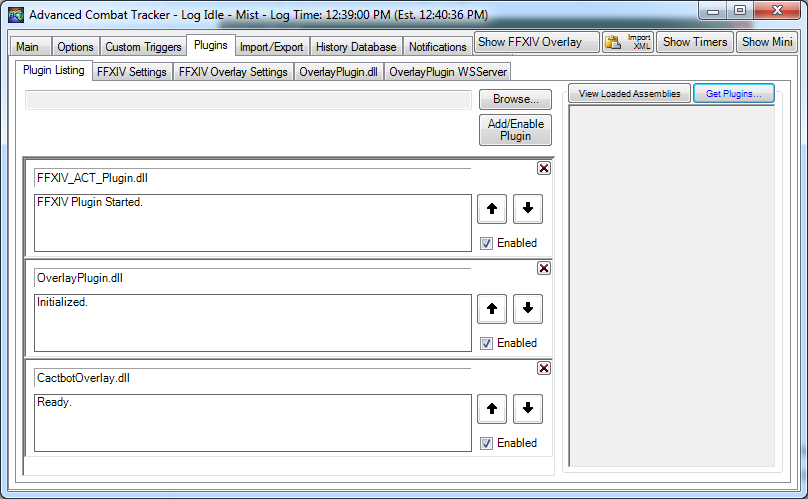 Advanced Combat Tracker - Log Idle - Mist - Log Time: 12:39:00 PM (Est. 12:40:36 PM)
Main Options Custom Triggers Plugins Import/Export History Database Notifications Show FFXIV Overlay Import XML Show Timers Show Mini
Plugin Listing FFXIV Settings FFXIV Overlay Settings OverlayPlugin.dll OverlayPlugin WSServer
Browse...
View Loaded Assemblies Get Plugins...
Add/Enable
Plugin
FFXIV_ACT_Plugin.dll
FFXIV Plugin Started.
Enabled
OverlayPlugin.dll
Initialized.
Enabled
CactbotOverlay.dll
Ready.
Enabled